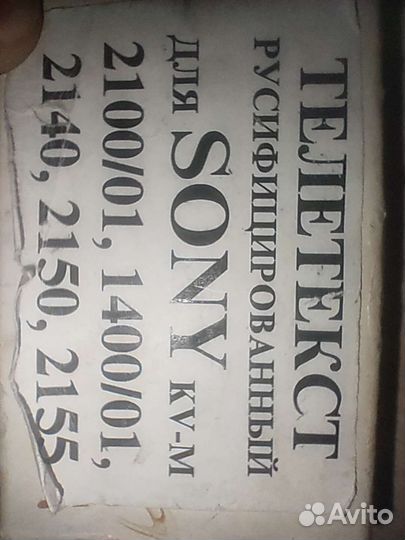 ТЕЛЕТЕКСТ
РУСИФИЦИРОВАННЫЙ
для SONY KV-M
2100/01, 1400/01,
2140, 2150, 2155
Avito